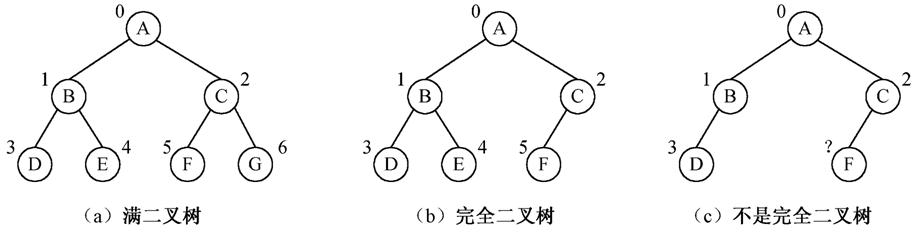 0 A
1 B C 2
3 D E 4 5 F G 6
(a) 满二叉树
0 A
1 B C 2
3 D E 4 5 F
(b) 完全二叉树
0 A
1 B C 2
3 D ? F
(c) 不是完全二叉树